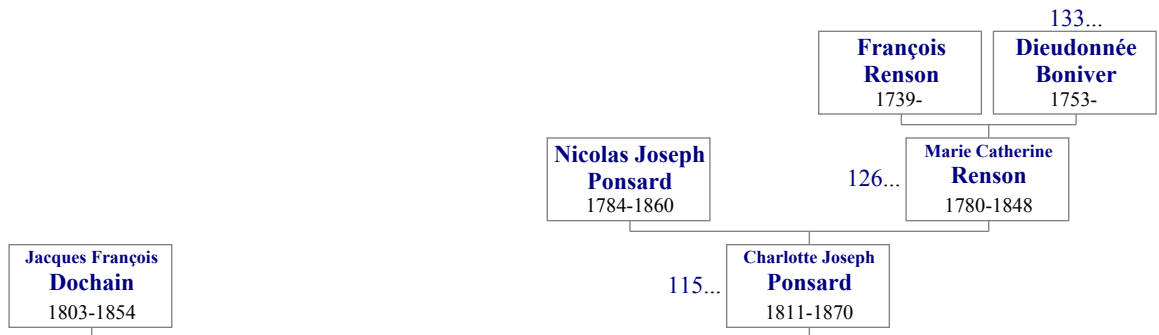 133...
François
Renson
1739-
Dieudonnée
Boniver
1753-
Nicolas Joseph
Ponsard
1784-1860
126...
Marie Catherine
Renson
1780-1848
Jacques François
Dochain
1803-1854
115...
Charlotte Joseph
Ponsard
1811-1870